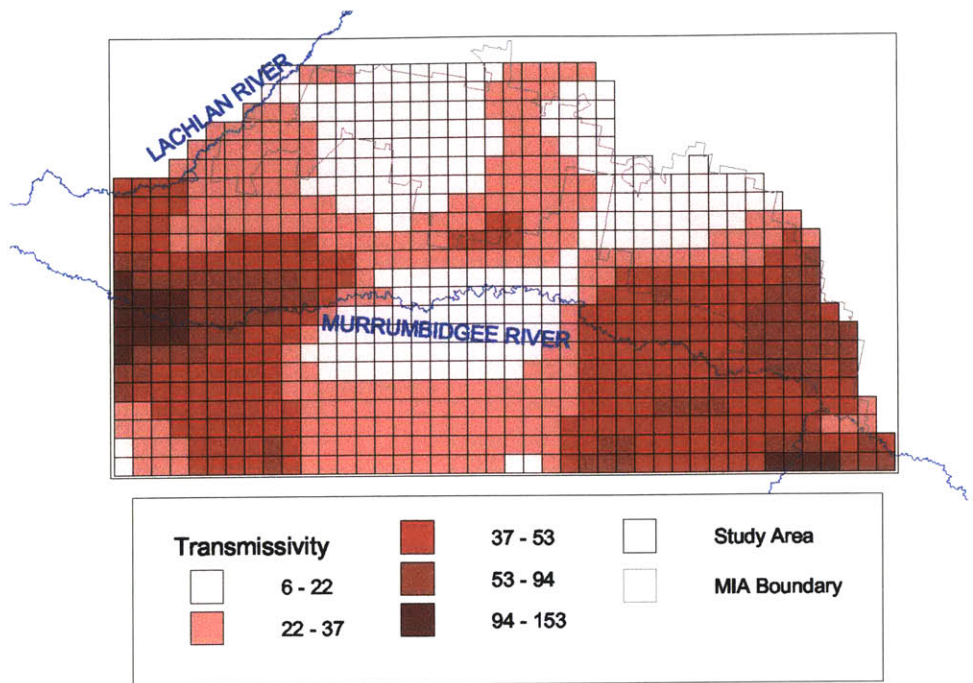 LACHLAN RIVER
MURRUMBIDGEE RIVER
Transmissivity
6 - 22
22 - 37
37 - 53
53 - 94
94 - 153
Study Area
MIA Boundary